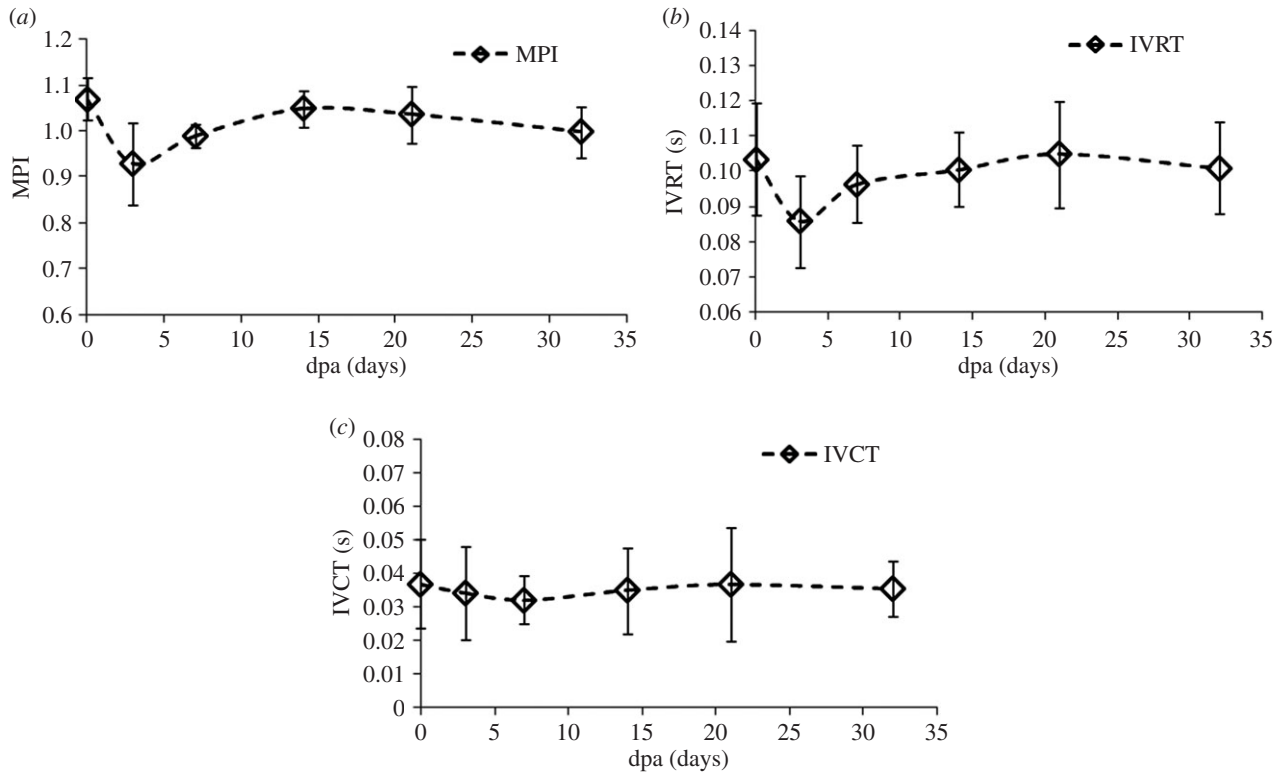 (a)
1.2
1.1
1.0
0.9
0.8
0.7
0.6
MPI
MPI
0 5 10 15 20 25 30 35
dpa (days)
(b)
0.14
0.13
0.12
0.11
0.10
0.09
0.08
0.07
0.06
IVRT (s)
IVRT
0 5 10 15 20 25 30 35
dpa (days)
(c)
0.08
0.07
0.06
0.05
0.04
0.03
0.02
0.01
0
IVCT (s)
IVCT
0 5 10 15 20 25 30 35
dpa (days)